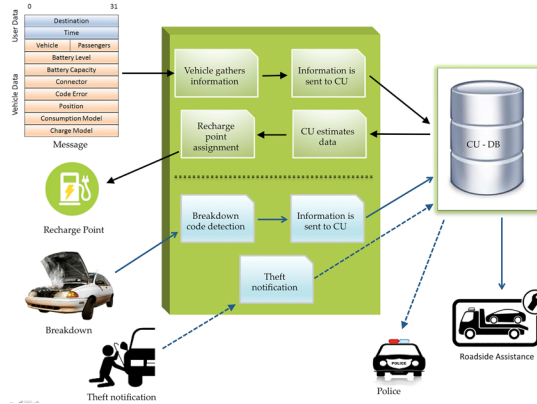 0 31
User Data
Destination
Time
Vehicle Data
Vehicle Passengers
Battery Level
Battery Capacity
Connector
Code Error
Position
Consumption Model
Charge Model
Message
Vehicle gathers
information
Information is
sent to CU
Recharge
point
assignment
CU estimates
data
CU - DB
Recharge Point
Breakdown
code detection
Information is
sent to CU
Theft
notification
Breakdown
Theft notification
POLICE
Police
Roadside Assistance